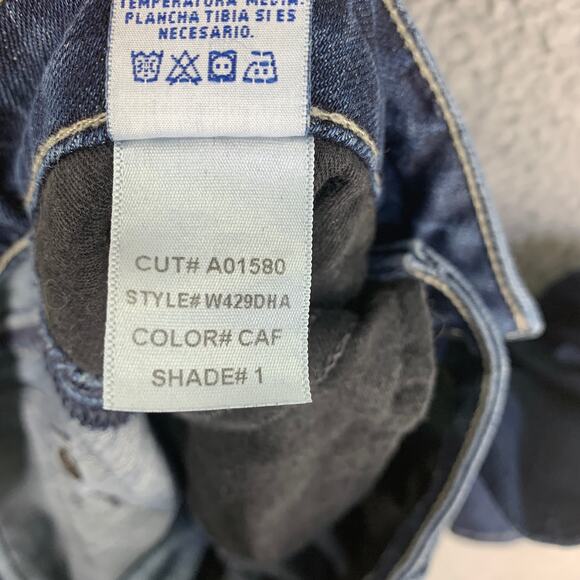 TEMPERATURA MEDIA.
PLANCHA TIBIA SI ES
NECESARIO.
CUT# A01580
STYLE# W429DHA
COLOR# CAF
SHADE# 1